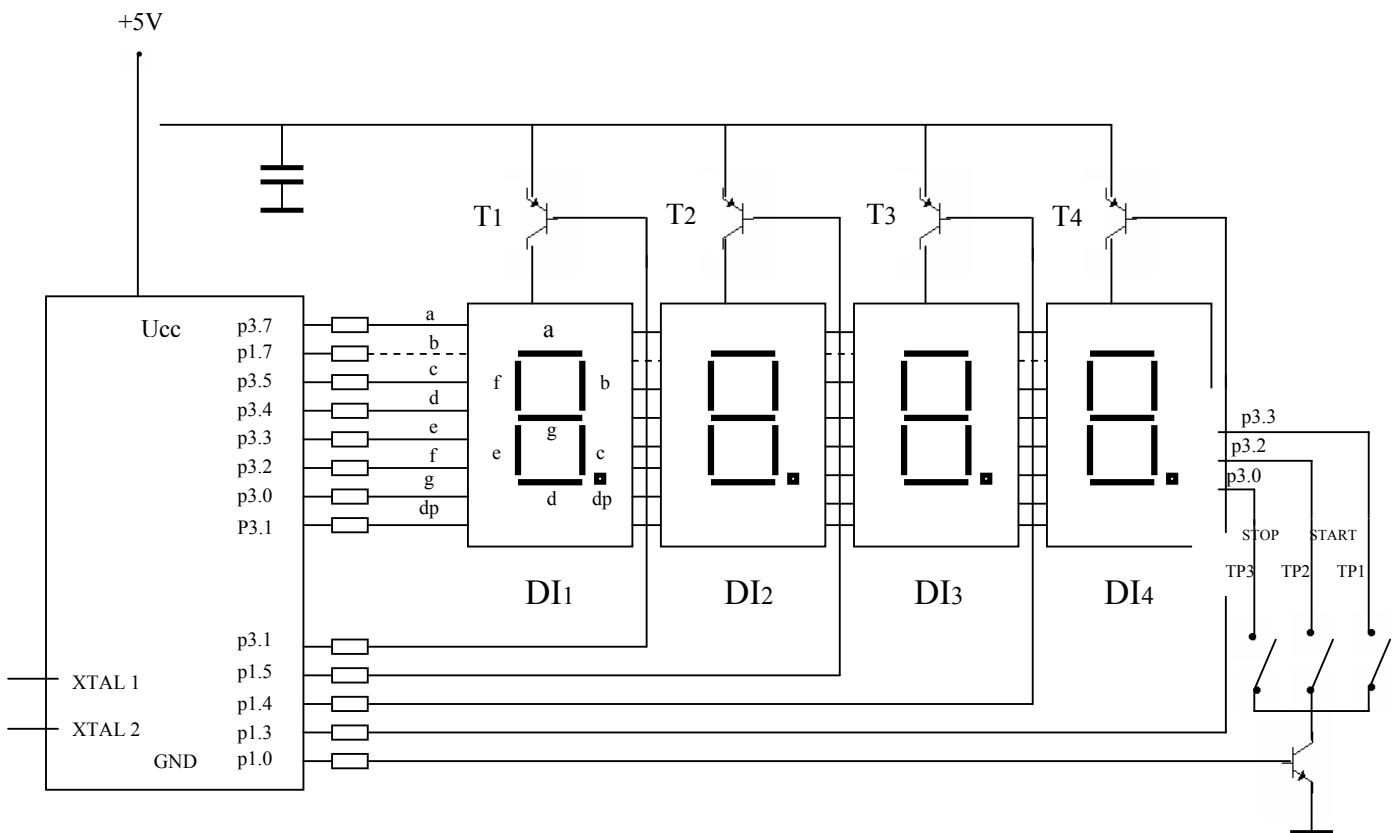 +5V
T1
T2
T3
T4
Ucc
p3.7
p1.7
p3.5
p3.4
p3.3
p3.2
p3.0
P3.1
a
b
c
d
e
f
g
dp
a
f
b
g
e
c
d
dp
p3.3
p3.2
p3.0
STOP
START
TP3
TP2
TP1
DI1
DI2
DI3
DI4
p3.1
p1.5
p1.4
p1.3
p1.0
XTAL 1
XTAL 2
GND